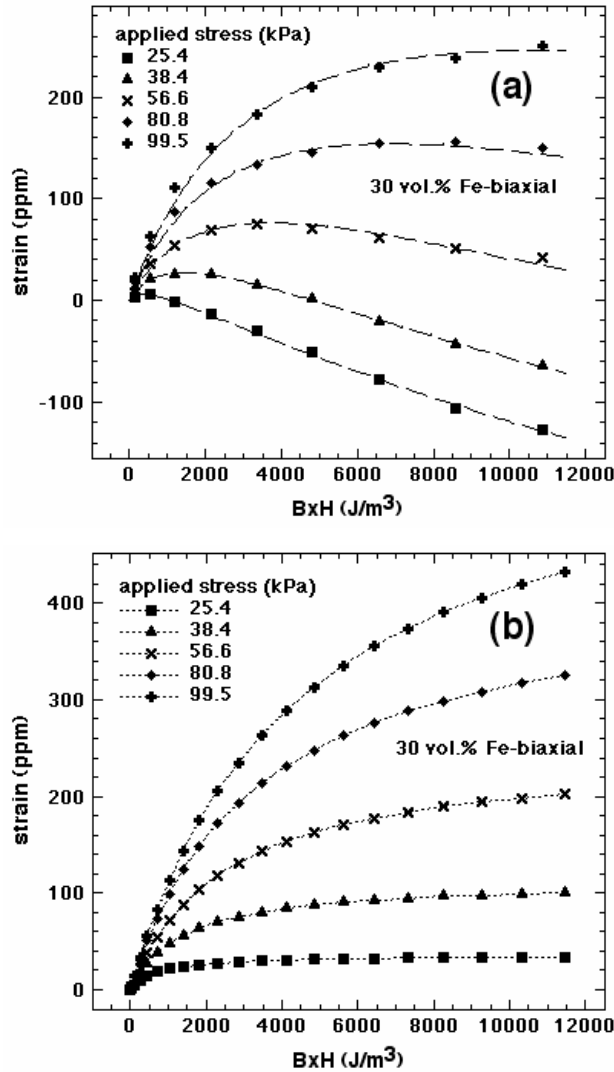 applied stress (kPa)
25.4
38.4
56.6
80.8
99.5
(a)
30 vol.% Fe-biaxial
200
100
0
-100
strain (ppm)
0 2000 4000 6000 8000 10000 12000
BxH (J/m³)
applied stress (kPa)
25.4
38.4
56.6
80.8
99.5
(b)
30 vol.% Fe-biaxial
400
300
200
100
0
strain (ppm)
0 2000 4000 6000 8000 10000 12000
BxH (J/m³)